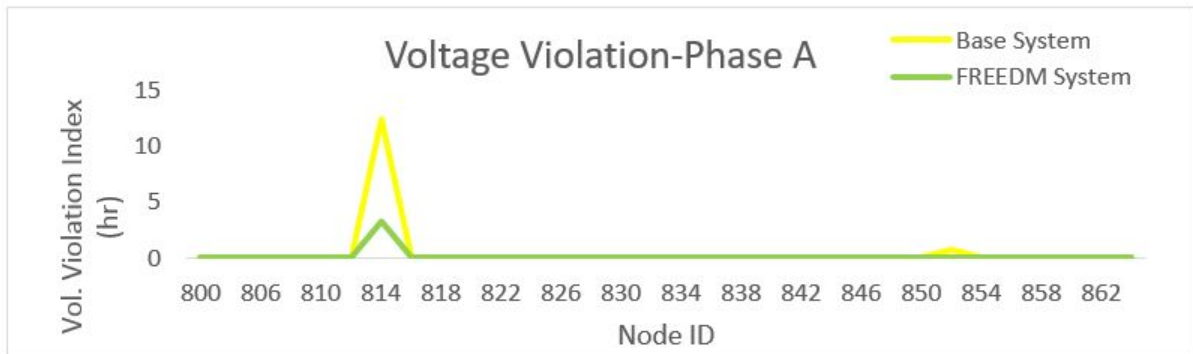 Voltage Violation-Phase A
Base System
FREEDM System
Vol. Violation Index
(hr)
15
10
5
0
800 806 810 814 818 822 826 830 834 838 842 846 850 854 858 862
Node ID